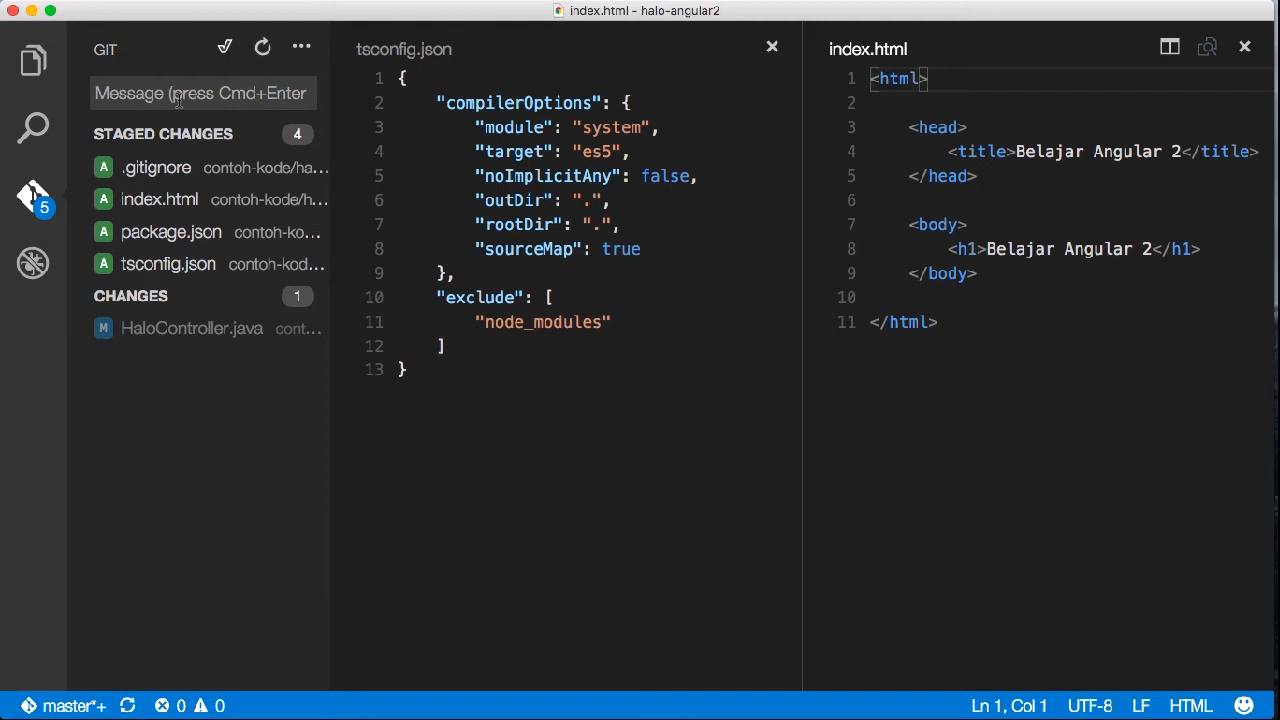 index.html - halo-angular2
GIT
Message (press Cmd+Enter
STAGED CHANGES 4
A .gitignore contoh-kode/ha...
A index.html contoh-kode/h...
A package.json contoh-ko...
A tsconfig.json contoh-kod...
CHANGES 1
M HaloController.java cont...
5
tsconfig.json
1 {
2 "compilerOptions": {
3 "module": "system",
4 "target": "es5",
5 "noImplicitAny": false,
6 "outDir": ".",
7 "rootDir": ".",
8 "sourceMap": true
9 },
10 "exclude": [
11 "node_modules"
12 ]
13 }
index.html
1 <html>
2
3 <head>
4 <title>Belajar Angular 2</title>
5 </head>
6
7 <body>
8 <h1>Belajar Angular 2</h1>
9 </body>
10
11 </html>
master*+ 0 0 Ln 1, Col 1 UTF-8 LF HTML